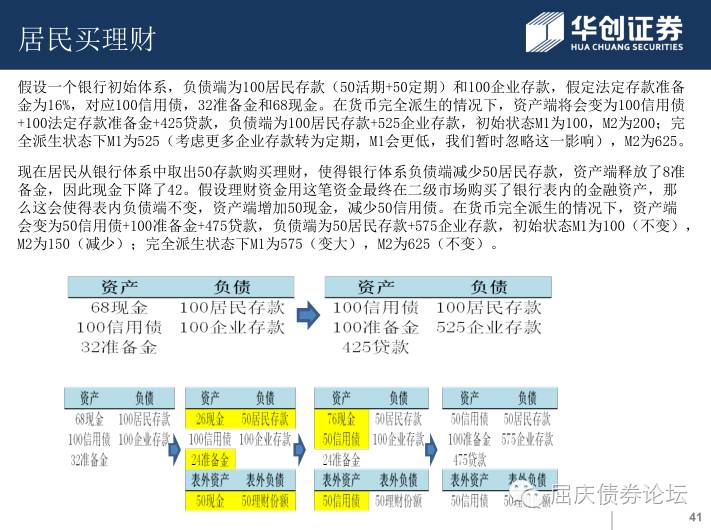 居民买理财
华创证券
HUA CHUANG SECURITIES
假设一个银行初始体系，负债端为100居民存款（50活期+50定期）和100企业存款，假定法定存款准备
金为16%，对应100信用债，32准备金和68现金。在货币完全派生的情况下，资产端将会变为100信用债
+100法定存款准备金+425贷款，负债端为100居民存款+525企业存款，初始状态M1为100，M2为200；完
全派生状态下M1为525（考虑更多企业存款转为定期，M1会更低，我们暂时忽略这一影响），M2为625。
现在居民从银行体系中取出50存款购买理财，使得银行体系负债端减少50居民存款，资产端释放了8准
备金，因此现金下降了42。假设理财资金用这笔资金最终在二级市场购买了银行表内的金融资产，那
么这会使得表内负债端不变，资产端增加50现金，减少50信用债。在货币完全派生的情况下，资产端
会变为50信用债+100准备金+475贷款，负债端为50居民存款+575企业存款，初始状态M1为100（不变），
M2为150（减少）；完全派生状态下M1为575（变大），M2为625（不变）。
资产 负债 资产 负债
68现金 100居民存款 100信用债 100居民存款
100信用债 100企业存款 100准备金 525企业存款
32准备金 425贷款
资产 负债 资产 负债 资产 负债 资产 负债
68现金 100居民存款 26现金 50居民存款 76现金 50居民存款 50信用债 50居民存款
100信用债 100企业存款 100信用债 100企业存款 50信用债 100企业存款 100准备金 575企业存款
32准备金 24准备金 24准备金 475贷款
表外资产 表外负债 表外资产 表外负债 表外资产 表外负债
50现金 50理财份额 50信用债 50理财份额 50信用债 50理财份额
屈庆债券论坛
41